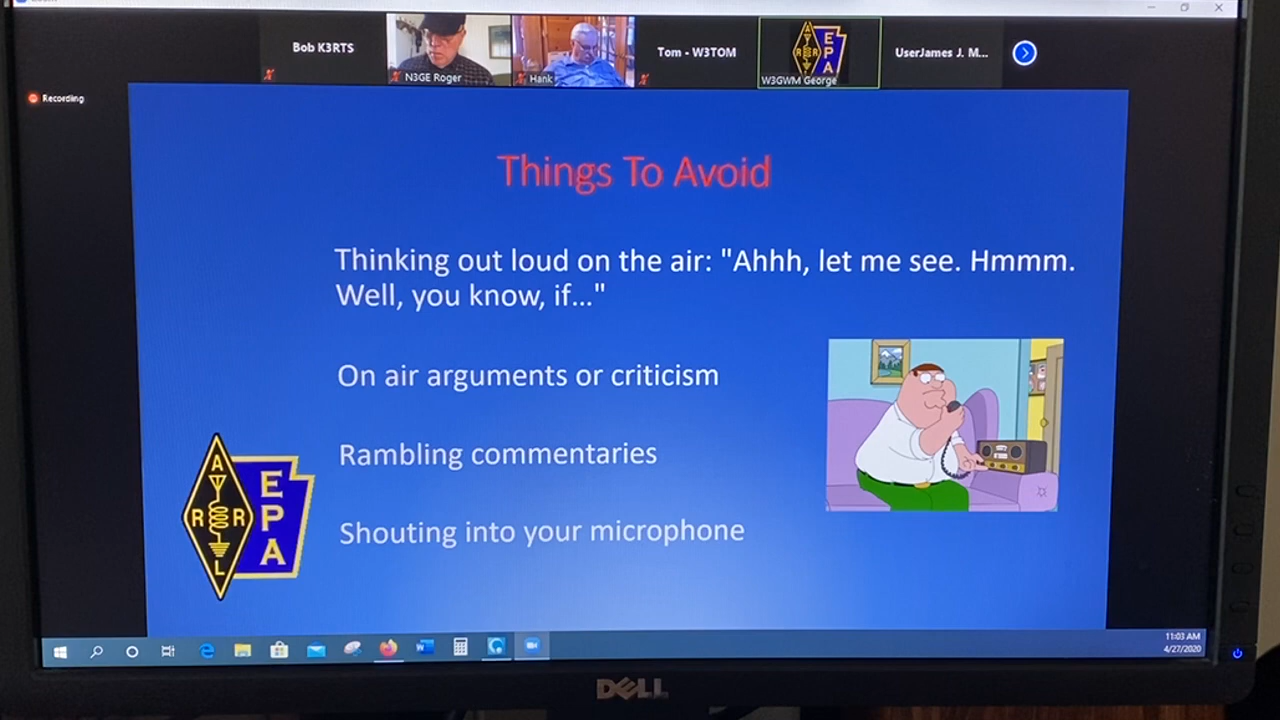 Bob K3RTS
N3GE Roger
Hank
Tom - W3TOM
A
R R
L
E
P
A
W3GWM George
UserJames J. M...
Recording
Things To Avoid
Thinking out loud on the air: "Ahhh, let me see. Hmmm.
Well, you know, if..."
On air arguments or criticism
Rambling commentaries
Shouting into your microphone
A
R R
L
E
P
A
11:03 AM
4/27/2020
DELL